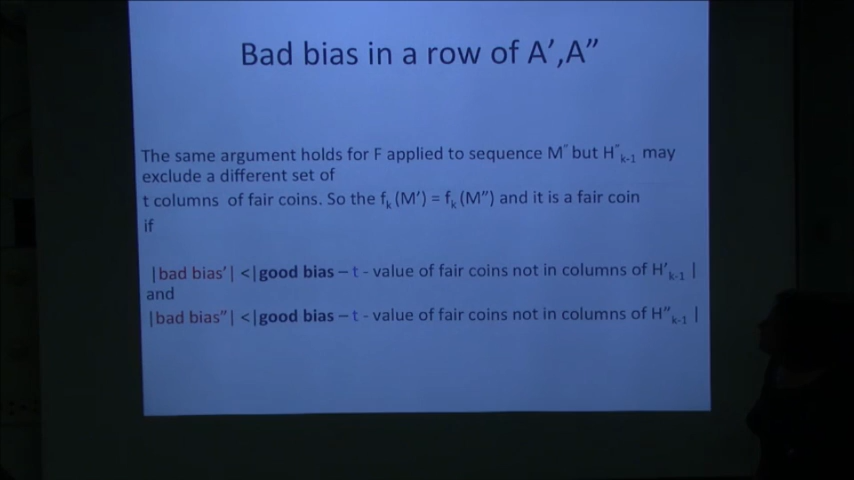 Bad bias in a row of A′,A″
The same argument holds for F applied to sequence M″ but H″k-1 may
exclude a different set of
t columns of fair coins. So the fk (M′) = fk (M″) and it is a fair coin
if
|bad bias′| <|good bias – t - value of fair coins not in columns of H′k-1 |
and
|bad bias″| <|good bias – t - value of fair coins not in columns of H″k-1 |